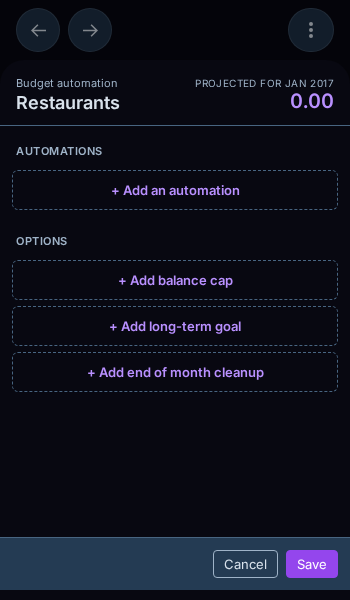 Budget automation
PROJECTED FOR JAN 2017
Restaurants
0.00
AUTOMATIONS
+ Add an automation
OPTIONS
+ Add balance cap
+ Add long-term goal
+ Add end of month cleanup
Cancel
Save